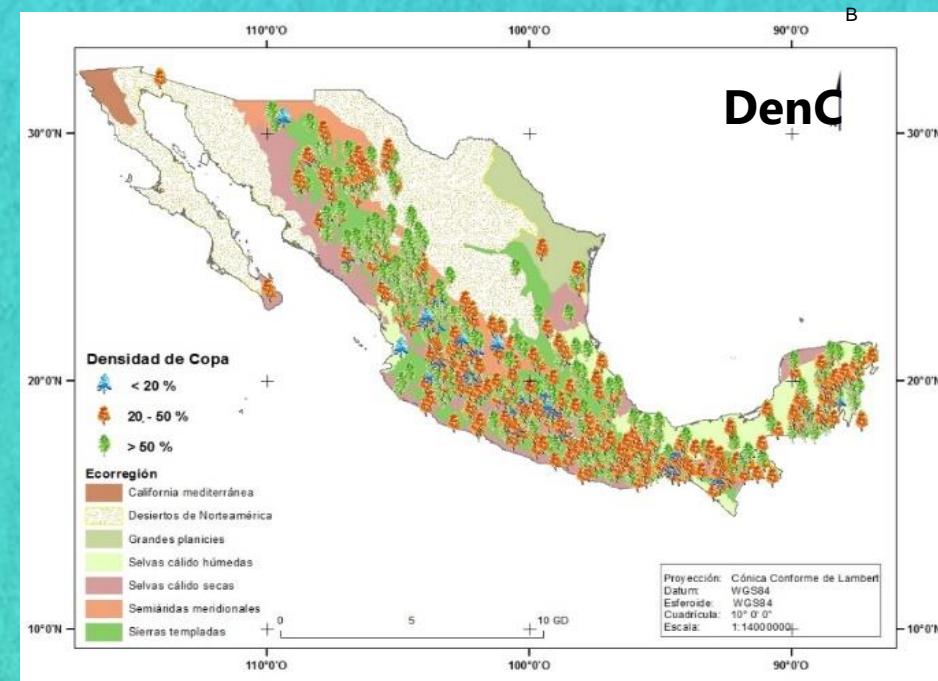 B
110°0'O 100°0'O 90°0'O
DenC
30°0'N 30°0'N
Densidad de Copa
20°0'N 20°0'N
< 20 %
20 - 50 %
> 50 %
Ecorregión
California mediterránea
Desiertos de Norteamérica
Grandes planicies
Selvas cálido húmedas
Selvas cálido secas
Semiáridas meridionales
Sierras templadas
0 5 10 GD
Proyección: Cónica Conforme de Lambert
Datum: WGS84
Esferoide: WGS84
Cuadrícula: 10° 0' 0"
Escala: 1:14000000
10°0'N 10°0'N
110°0'O 100°0'O 90°0'O